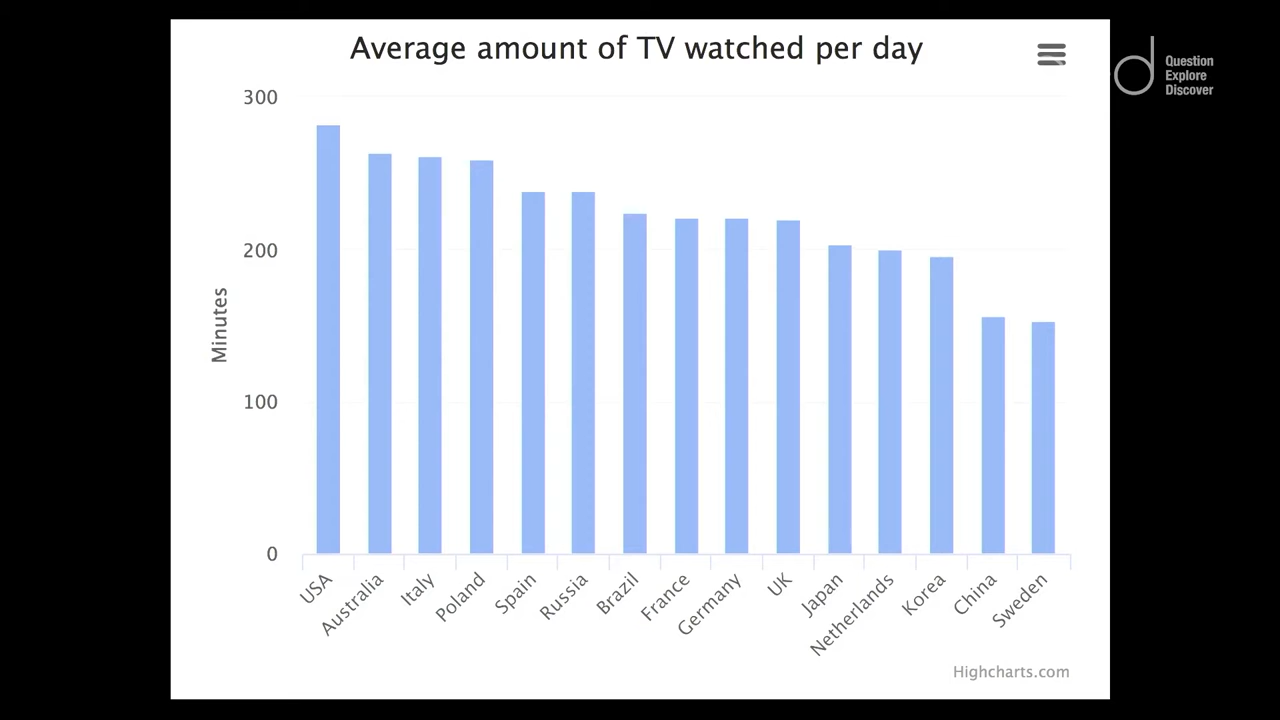 Average amount of TV watched per day
Question
Explore
Discover
300
200
100
0
Minutes
USA
Australia
Italy
Poland
Spain
Russia
Brazil
France
Germany
UK
Japan
Netherlands
Korea
China
Sweden
Highcharts.com